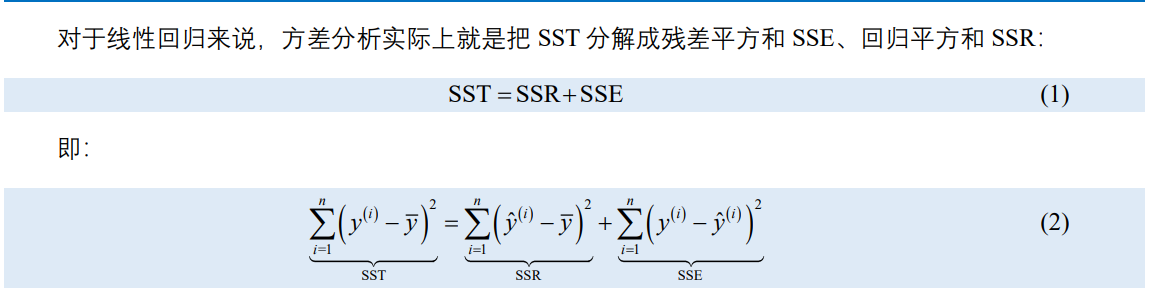 对于线性回归来说，方差分析实际上就是把 SST 分解成残差平方和 SSE、回归平方和 SSR：
SST = SSR + SSE (1)
即：
\underbrace{\sum_{i=1}^{n}\left(y^{(i)}-\bar{y}\right)^2}_{\text{SST}} = \underbrace{\sum_{i=1}^{n}\left(\hat{y}^{(i)}-\bar{y}\right)^2}_{\text{SSR}} + \underbrace{\sum_{i=1}^{n}\left(y^{(i)}-\hat{y}^{(i)}\right)^2}_{\text{SSE}} (2)